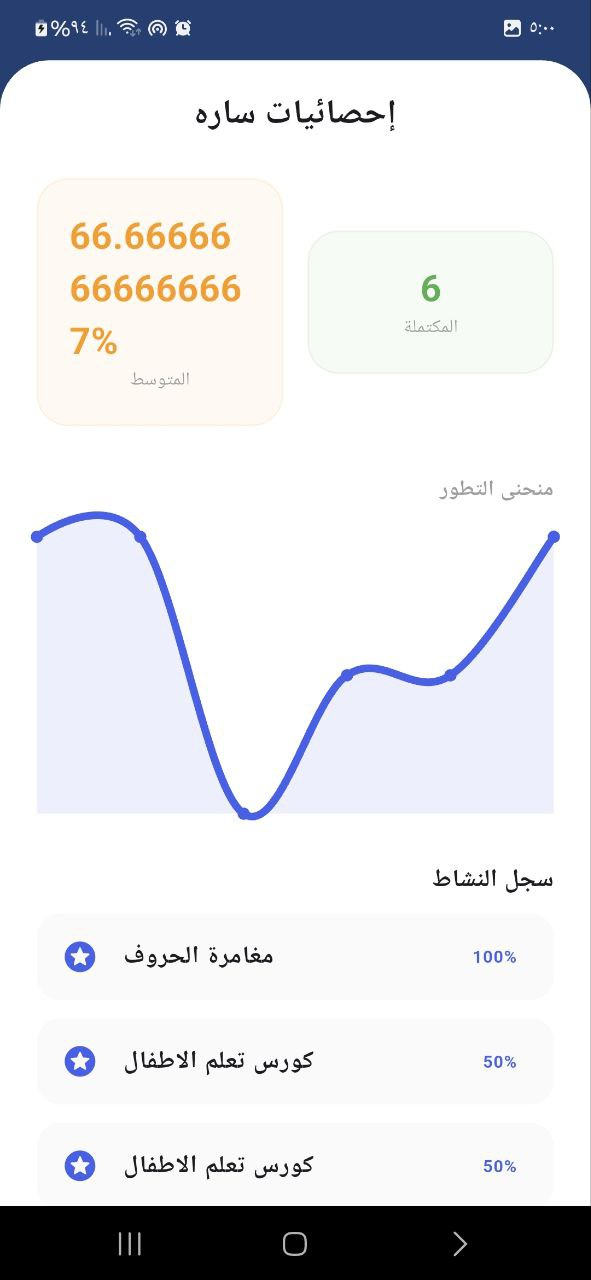 ٥:٠٠
%٩٤
إحصائيات ساره
6
المكتملة
66.66666
66666666
7%
المتوسط
منحنى التطور
سجل النشاط
مغامرة الحروف 100%
كورس تعلم الاطفال 50%
كورس تعلم الاطفال 50%